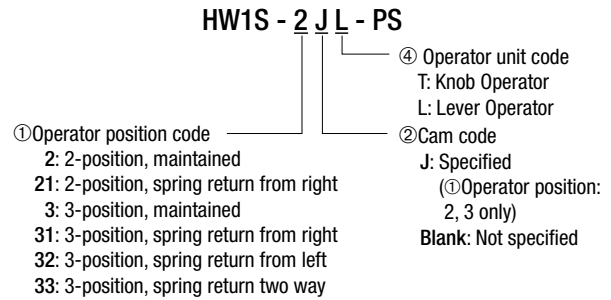 HW1S - 2 J L - PS
④ Operator unit code
T: Knob Operator
L: Lever Operator
①Operator position code
2: 2-position, maintained
21: 2-position, spring return from right
3: 3-position, maintained
31: 3-position, spring return from right
32: 3-position, spring return from left
33: 3-position, spring return two way
②Cam code
J: Specified
(①Operator position:
2, 3 only)
Blank: Not specified